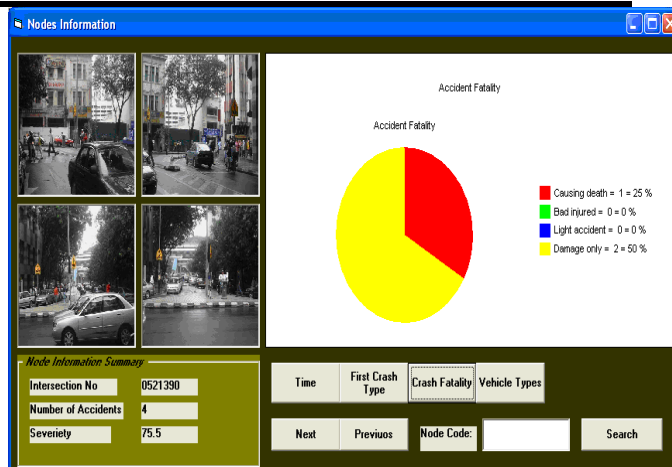 Nodes Information
Accident Fatality
Accident Fatality
Causing death = 1 = 25 %
Bad injured = 0 = 0 %
Light accident = 0 = 0 %
Damage only = 2 = 50 %
Node Information Summary
Intersection No 0521390
Number of Accidents 4
Severiety 75.5
Time
First Crash
Type
Crash Fatality
Vehicle Types
Next
Previuos
Node Code:
Search